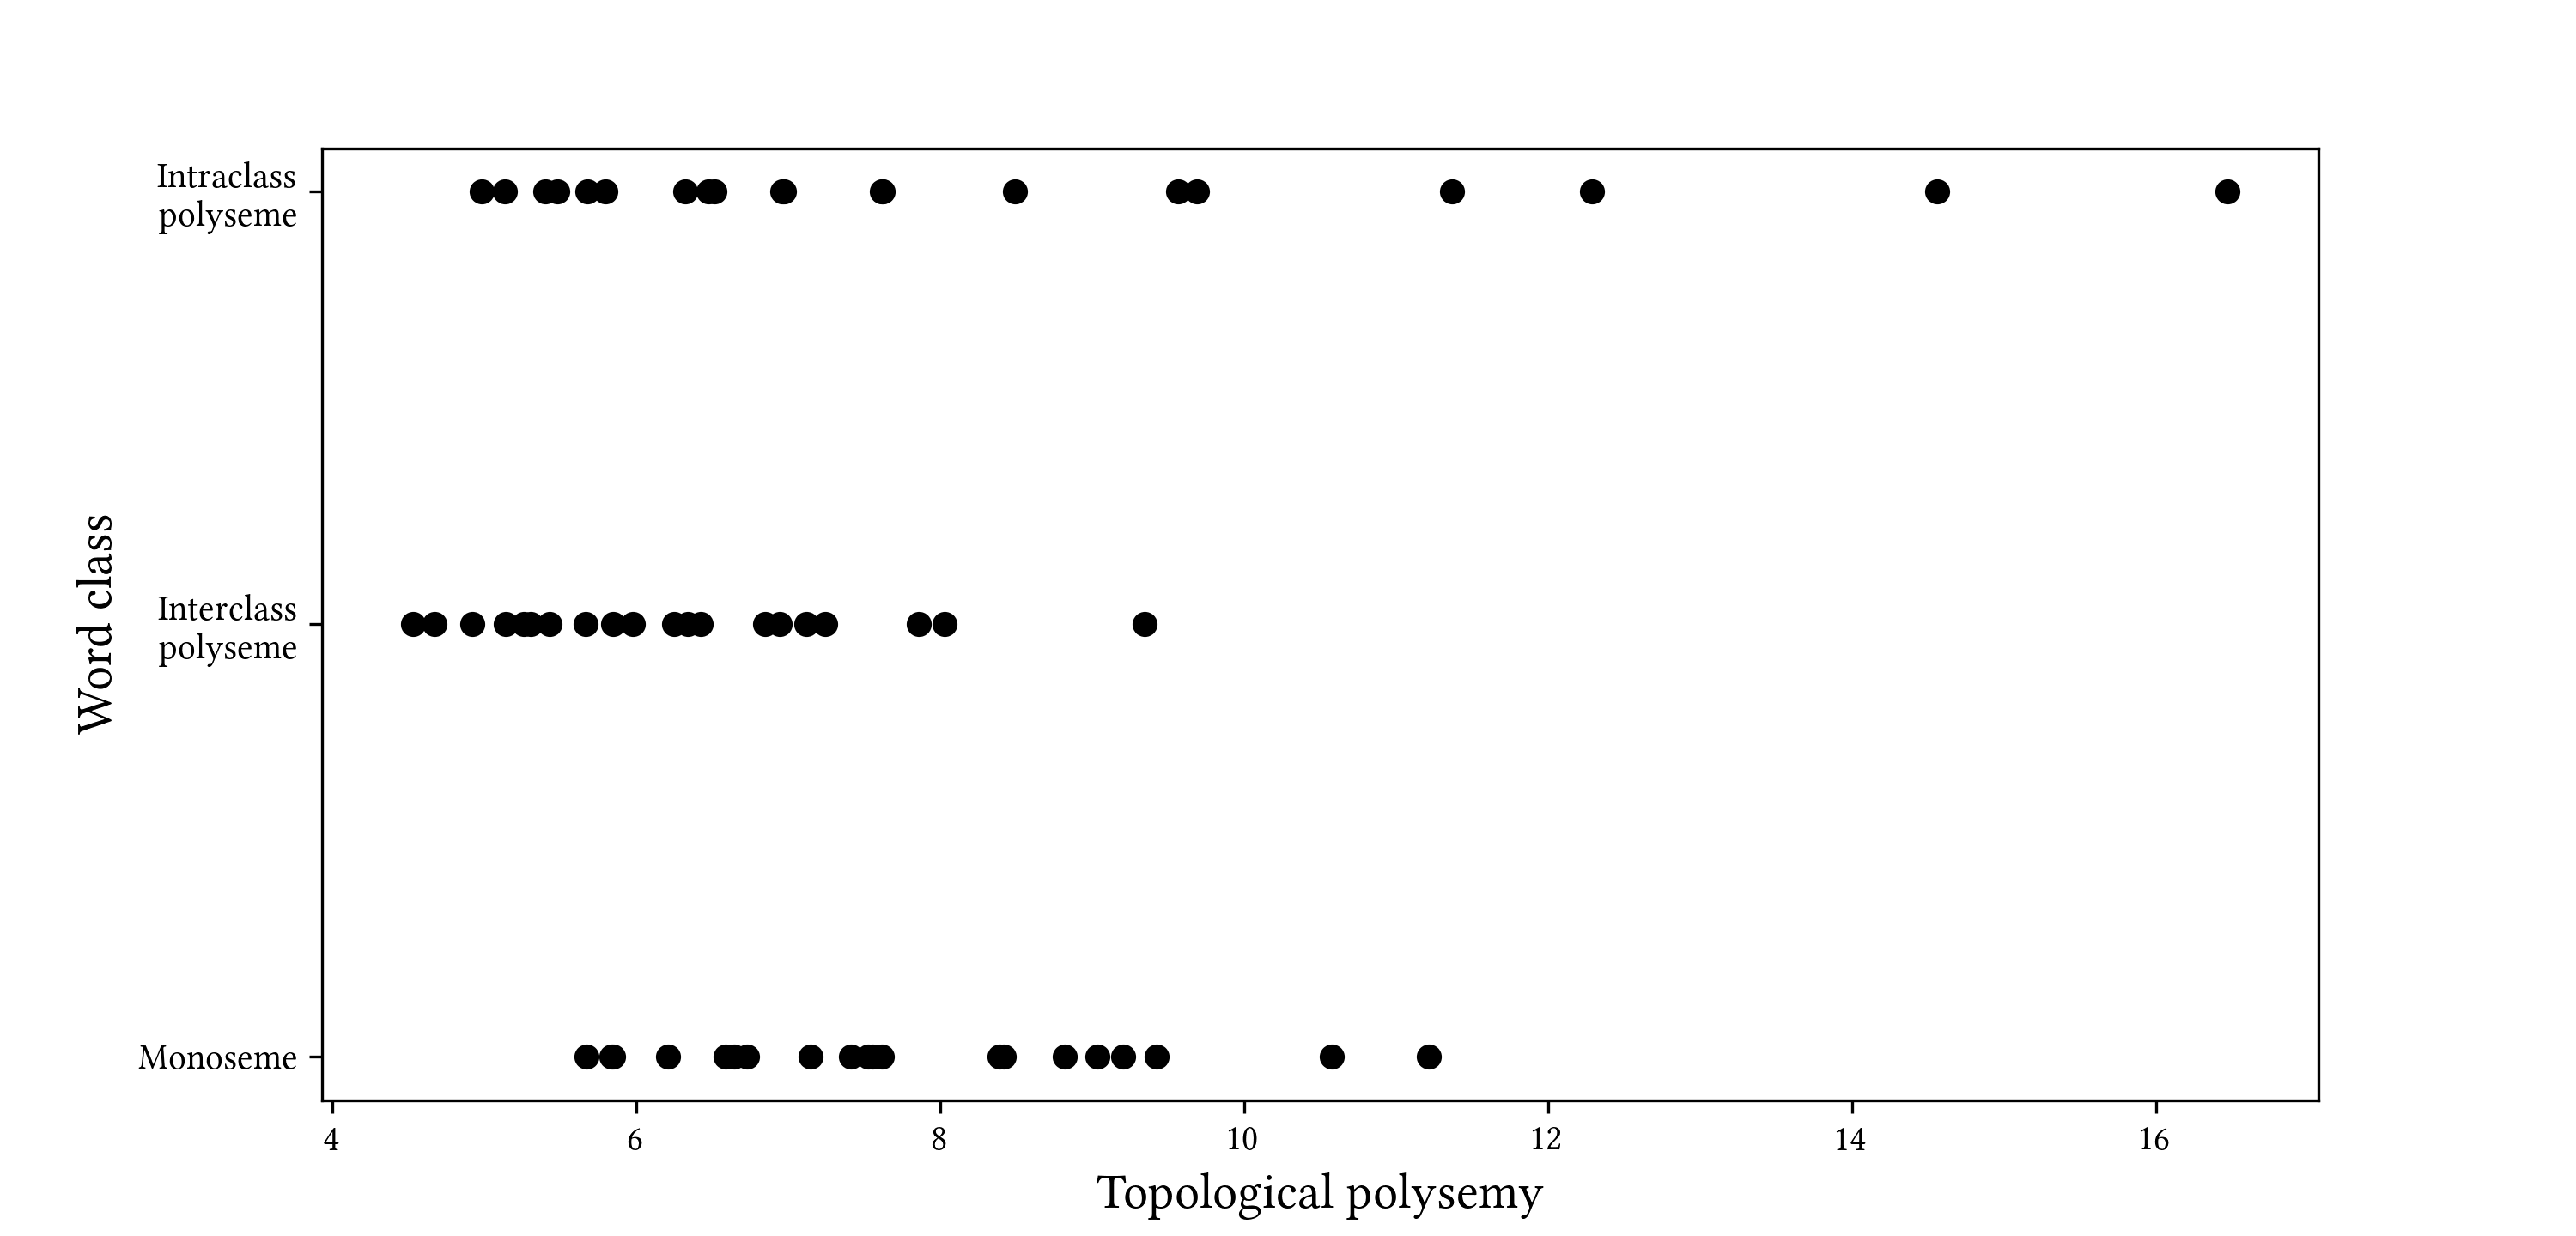 Intraclass
polyseme
Word class
Interclass
polyseme
Monoseme
4 6 8 10 12 14 16
Topological polysemy